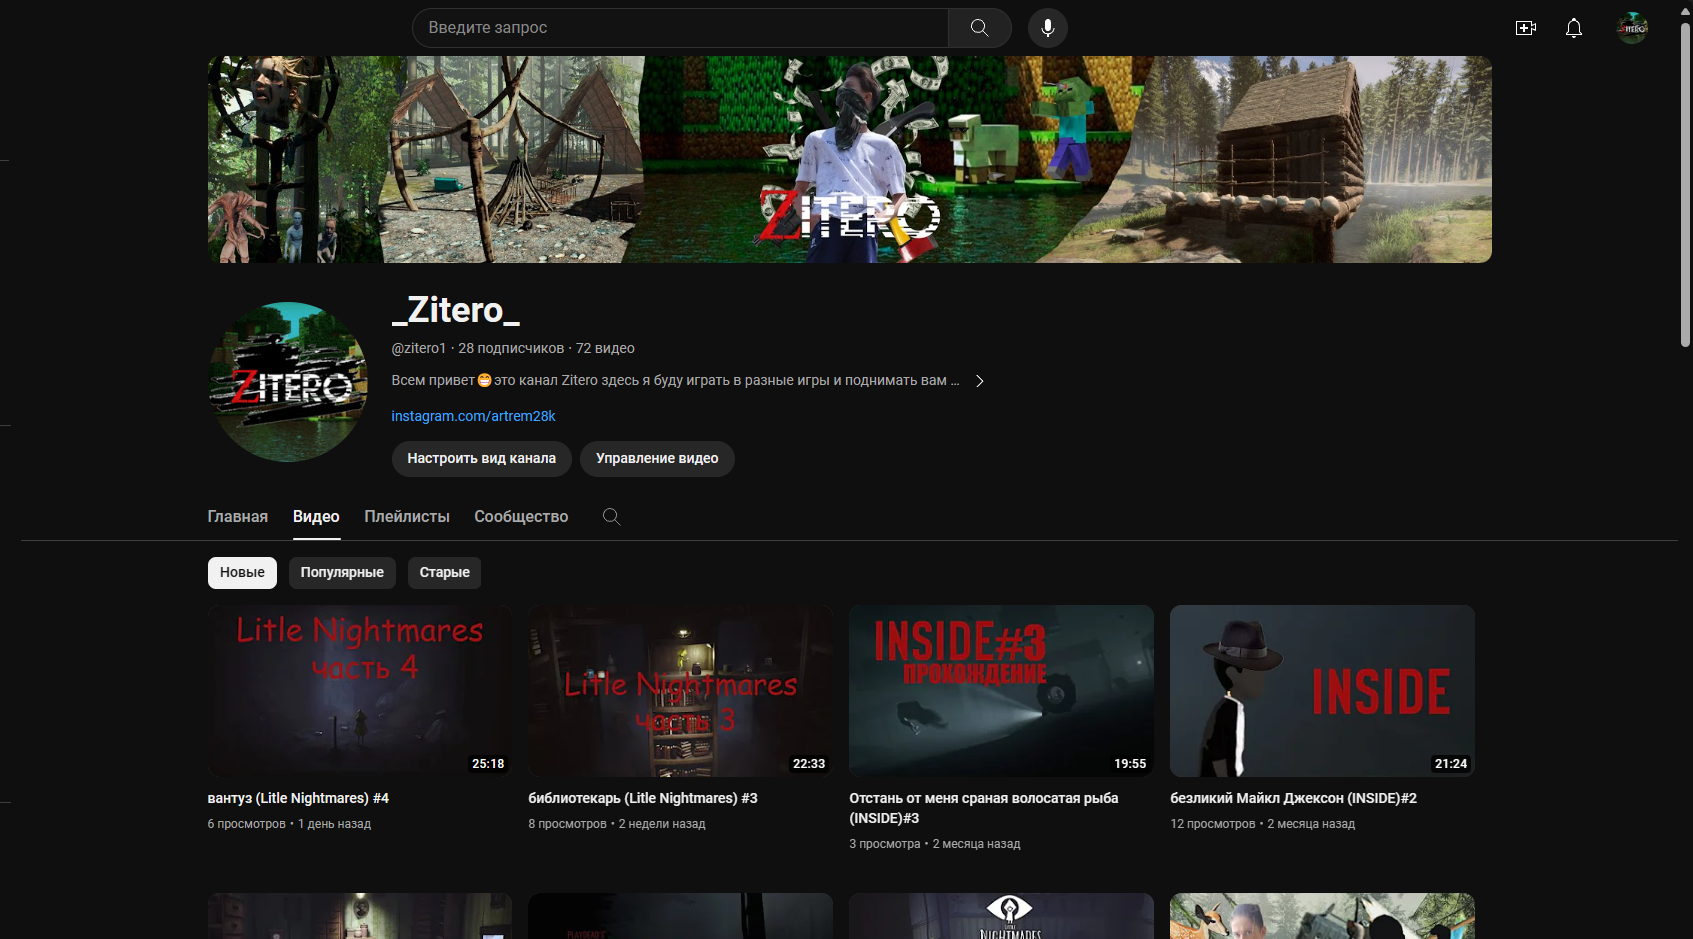 Введите запрос
ZITERO
_Zitero_
@zitero1 · 28 подписчиков · 72 видео
ZITERO
Всем привет😁это канал Zitero здесь я буду играть в разные игры и поднимать вам ...
instagram.com/artrem28k
Настроить вид канала Управление видео
Главная Видео Плейлисты Сообщество
Новые Популярные Старые
Litle Nightmares
часть 4
25:18
Litle Nightmares
часть 3
22:33
INSIDE#3
ПРОХОЖДЕНИЕ
19:55
INSIDE
21:24
вантуз (Litle Nightmares) #4
6 просмотров • 1 день назад
библиотекарь (Litle Nightmares) #3
8 просмотров • 2 недели назад
Отстань от меня сраная волосатая рыба
(INSIDE)#3
3 просмотра • 2 месяца назад
безликий Майкл Джексон (INSIDE)#2
12 просмотров • 2 месяца назад
PLAYDEAD'S
LITTLE
NIGHTMARES